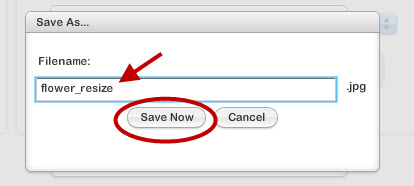 Save As...
Filename:
flower_resize .jpg
Save Now Cancel